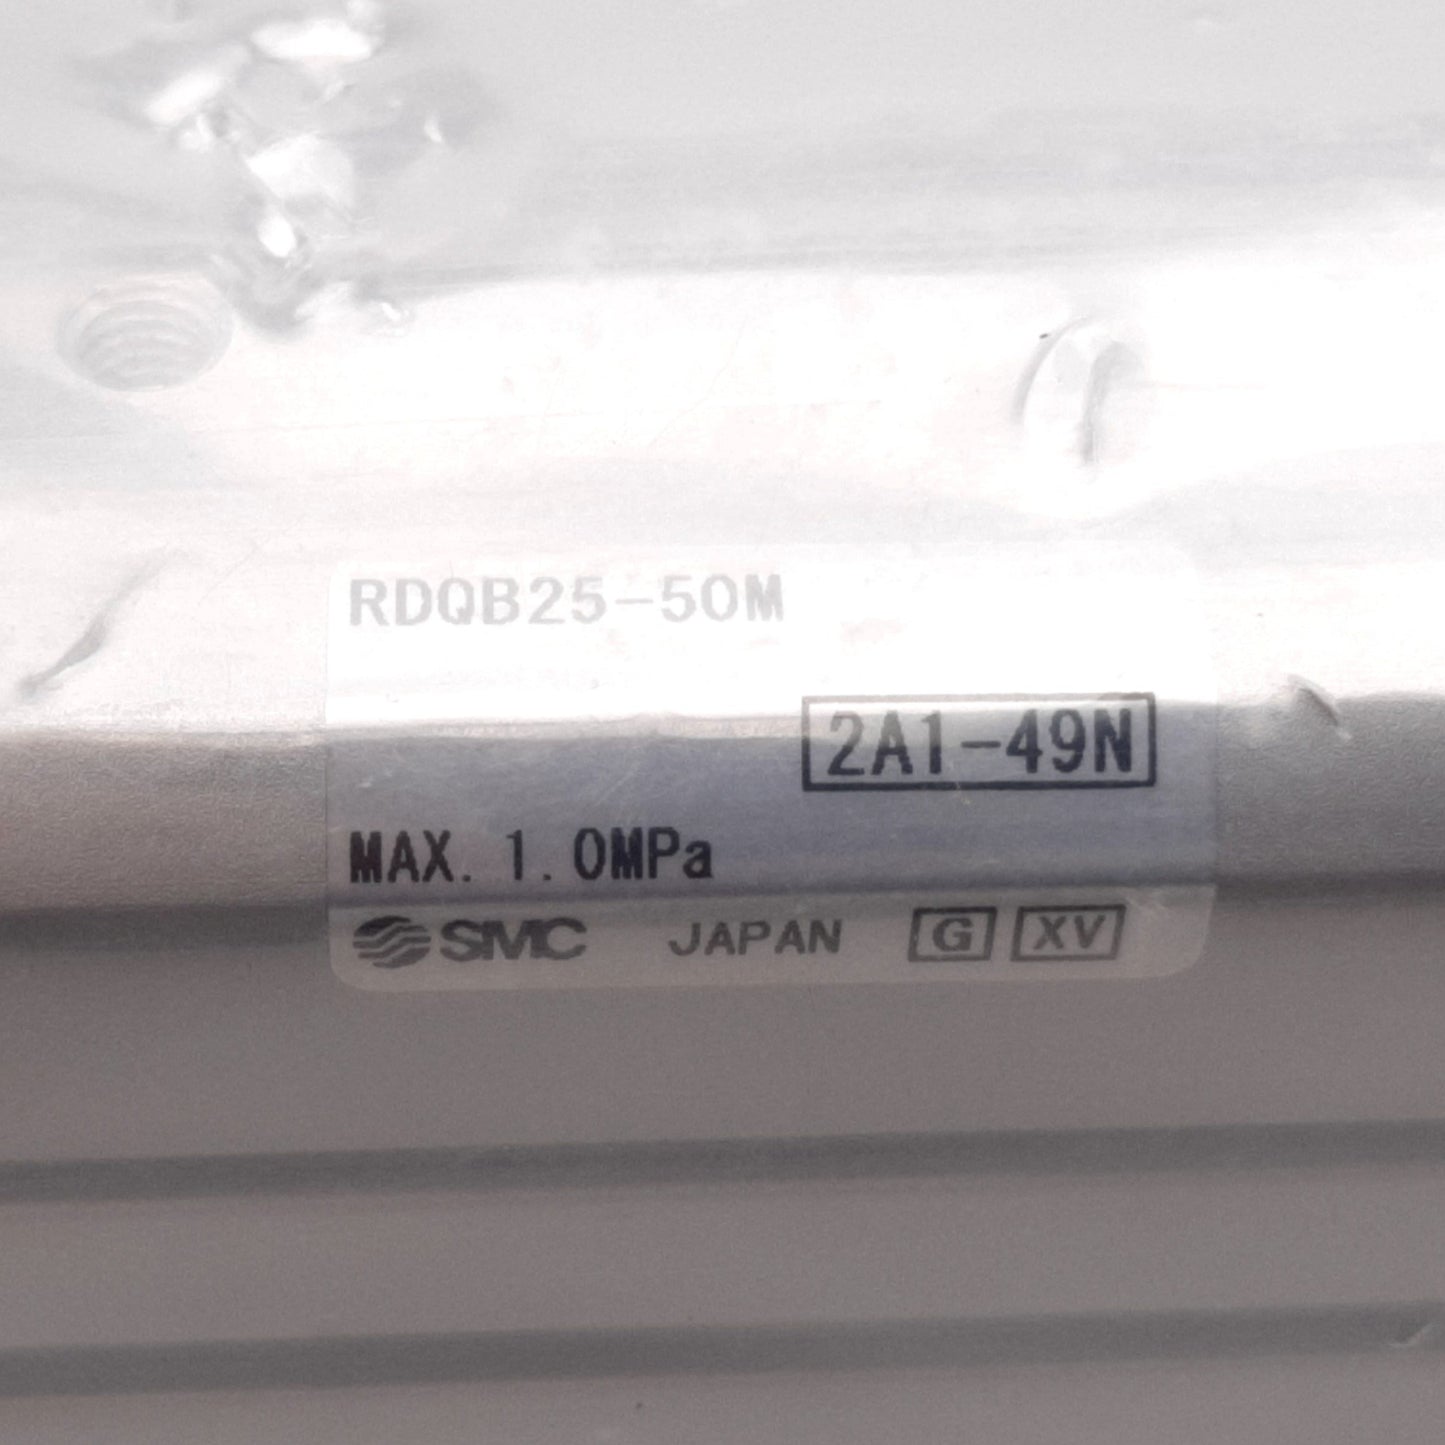 RDQB25-50M
2A1-49N
MAX. 1.0MPa
SMC JAPAN G XV